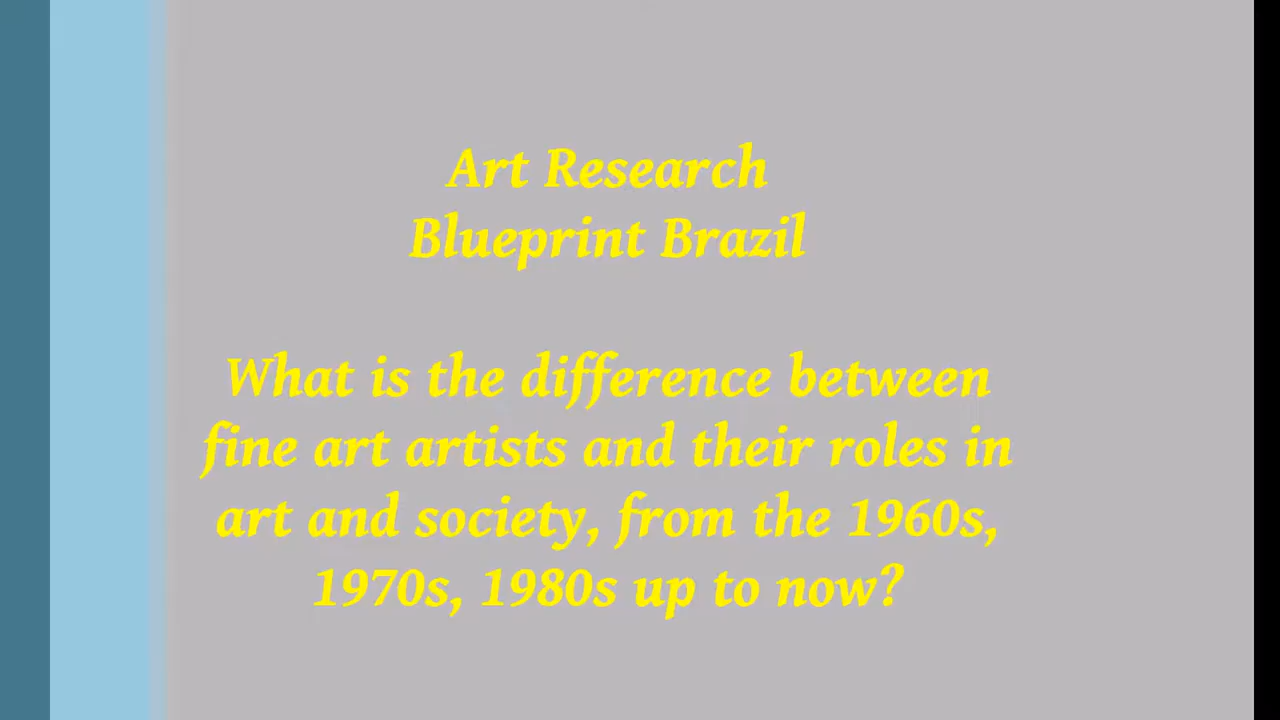 Art Research
Blueprint Brazil
What is the difference between
fine art artists and their roles in
art and society, from the 1960s,
1970s, 1980s up to now?